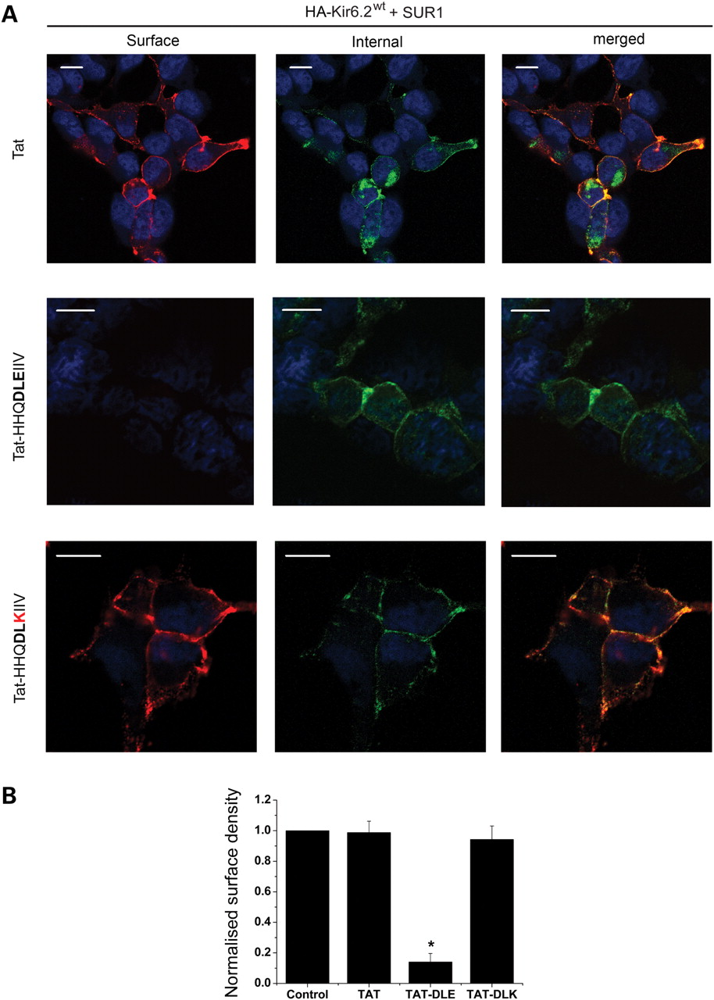 A
HA-Kir6.2wt + SUR1
Surface Internal merged
Tat
Tat-HHQDLEIIV
Tat-HHQDLKIIV
B
Normalised surface density
1.2
1.0
0.8
0.6
0.4
0.2
0.0
*
Control TAT TAT-DLE TAT-DLK